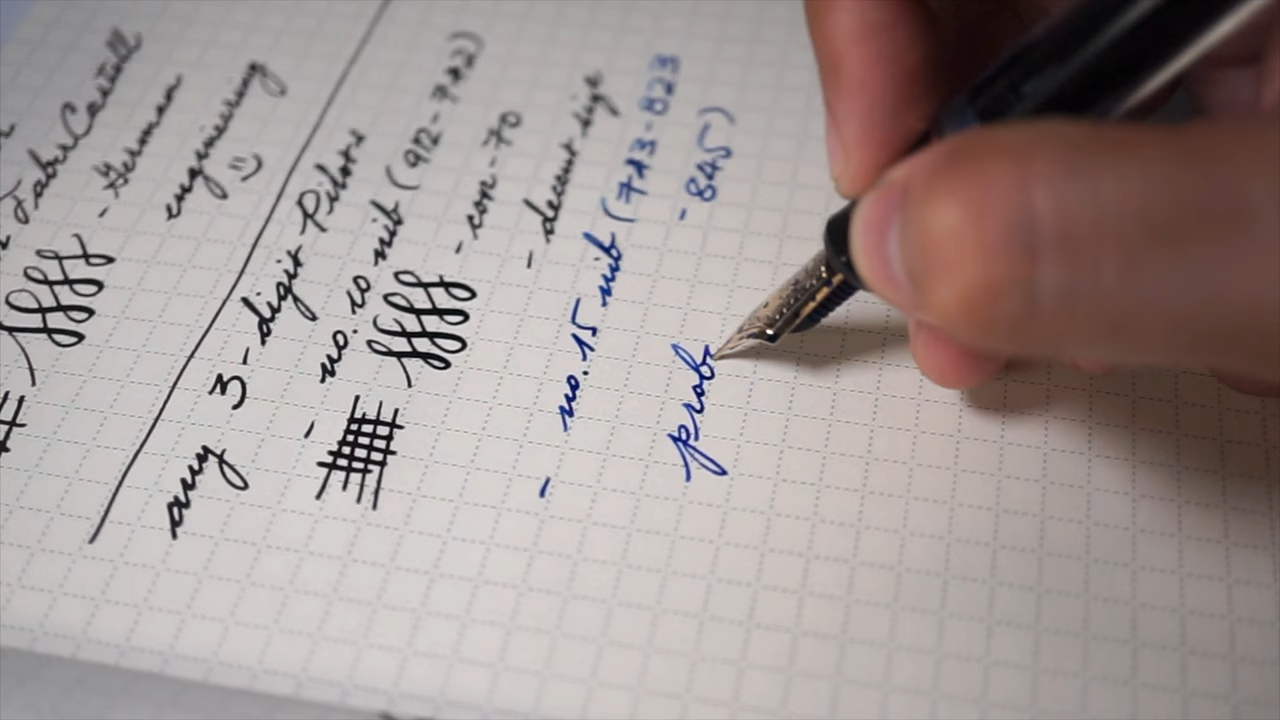 Faber Castell
- German
enginering
any 3-digit Pilots
- no. 10 nib (912-742)
- con-70
- decent size
- no. 15 nib (743-823
-845)
prob